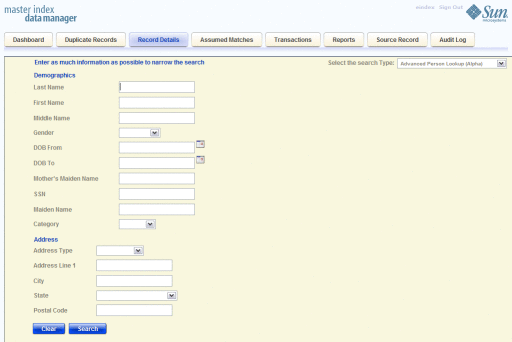 master index
data manager
windex Sign Out
Sun
microsystems
Dashboard Duplicate Records Record Details Assumed Matches Transactions Reports Source Record Audit Log
Enter as much information as possible to narrow the search
Select the search Type: Advanced Person Lookup (Alpha)
Demographics
Last Name
First Name
Middle Name
Gender
DOB From
DOB To
Mother's Maiden Name
SSN
Maiden Name
Catagory
Address
Address Type
Address Line 1
City
State
Postal Code
Clear Search